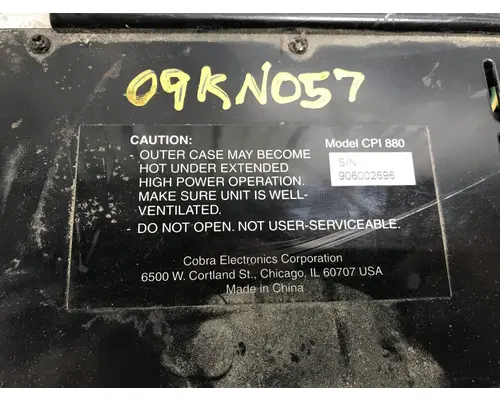 09KN057
CAUTION:
- OUTER CASE MAY BECOME
HOT UNDER EXTENDED
HIGH POWER OPERATION.
MAKE SURE UNIT IS WELL-
VENTILATED.
- DO NOT OPEN. NOT USER-SERVICEABLE.
Model CPI 880
S/N
906002696
Cobra Electronics Corporation
6500 W. Cortland St., Chicago, IL 60707 USA
Made in China